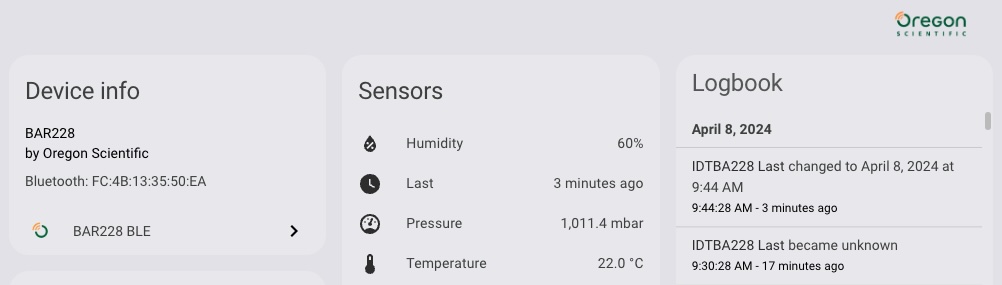 Oregon
SCIENTIFIC
Device info
BAR228
by Oregon Scientific
Bluetooth: FC:4B:13:35:50:EA
BAR228 BLE
Sensors
Humidity 60%
Last 3 minutes ago
Pressure 1,011.4 mbar
Temperature 22.0 °C
Logbook
April 8, 2024
IDTBA228 Last changed to April 8, 2024 at
9:44 AM
9:44:28 AM - 3 minutes ago
IDTBA228 Last became unknown
9:30:28 AM - 17 minutes ago